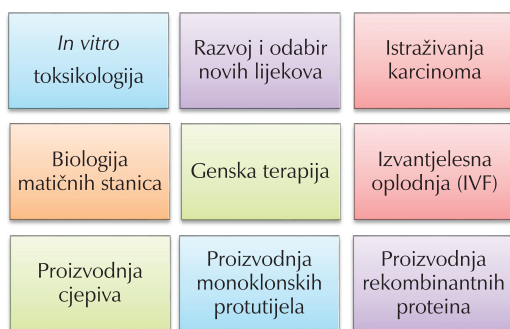 In vitro
toksikologija
Razvoj i odabir
novih lijekova
Istraživanja
karcinoma
Biologija
matičnih stanica
Genska terapija
Izvantjelesna
oplodnja (IVF)
Proizvodnja
cjepiva
Proizvodnja
monoklonskih
protutijela
Proizvodnja
rekombinantnih
proteina